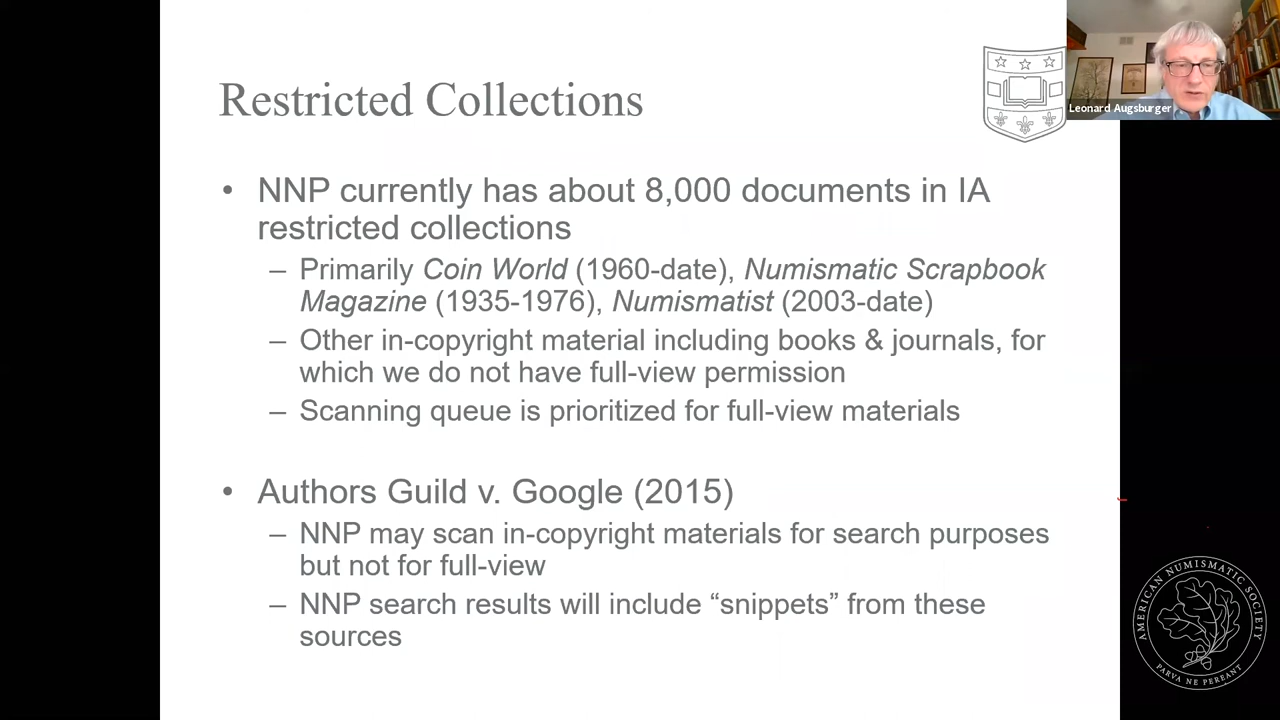 Restricted Collections
Leonard Augsburger
• NNP currently has about 8,000 documents in IA
restricted collections
– Primarily Coin World (1960-date), Numismatic Scrapbook
Magazine (1935-1976), Numismatist (2003-date)
– Other in-copyright material including books & journals, for
which we do not have full-view permission
– Scanning queue is prioritized for full-view materials
• Authors Guild v. Google (2015)
– NNP may scan in-copyright materials for search purposes
but not for full-view
– NNP search results will include “snippets” from these
sources
AMERICAN NUMISMATIC SOCIETY
PARVA NE PEREANT